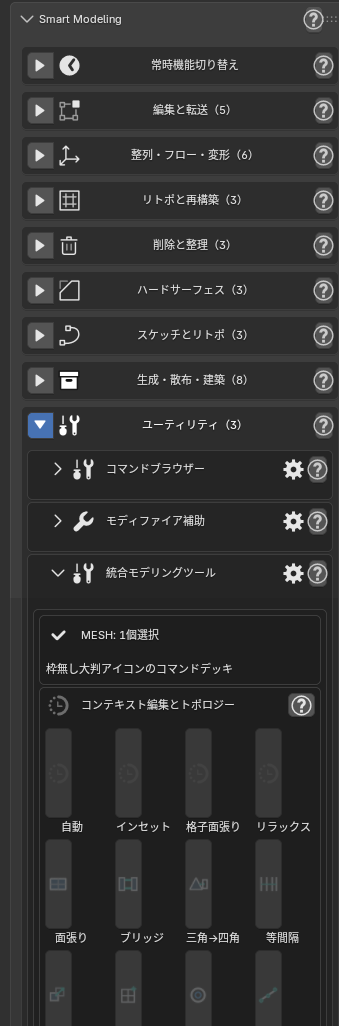 Smart Modeling
常時機能切り替え
編集と転送（5）
整列・フロー・変形（6）
リトポと再構築（3）
削除と整理（3）
ハードサーフェス（3）
スケッチとリトポ（3）
生成・散布・建築（8）
ユーティリティ（3）
コマンドブラウザー
モディファイア補助
統合モデリングツール
MESH: 1個選択
枠無し大判アイコンのコマンドデッキ
コンテキスト編集とトポロジー
自動 インセット 格子面張り リラックス
面張り ブリッジ 三角→四角 等間隔